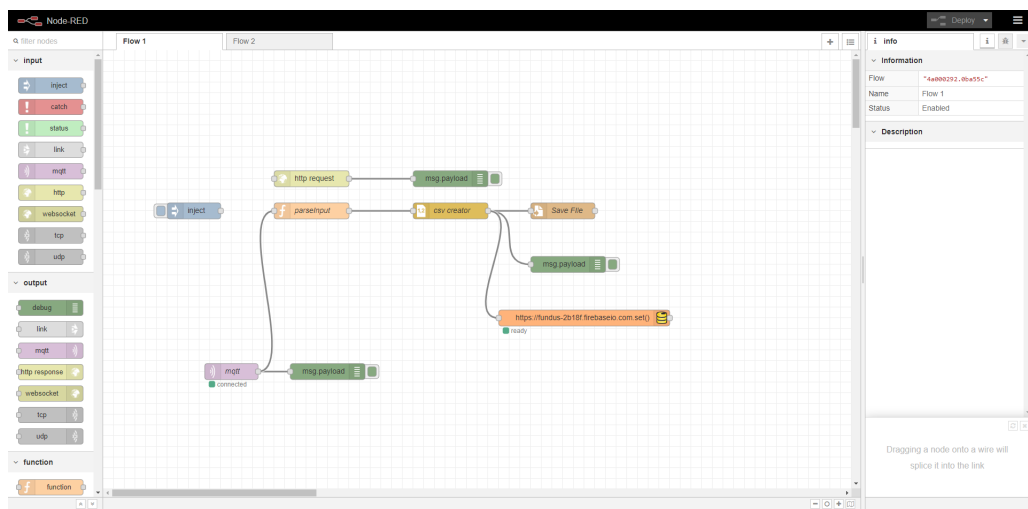 Node-RED
Deploy
filter nodes
Flow 1
Flow 2
i info
i
input
inject
catch
status
link
mqtt
http
websocket
tcp
udp
output
debug
link
mqtt
http response
websocket
tcp
udp
function
function
http request
msg.payload
inject
parseInput
csv creator
Save File
msg.payload
https://fundus-2b18f.firebaseio.com.set()
ready
mqtt
connected
msg.payload
Information
Flow "4a000292.0ba55c"
Name Flow 1
Status Enabled
Description
Dragging a node onto a wire will
splice it into the link